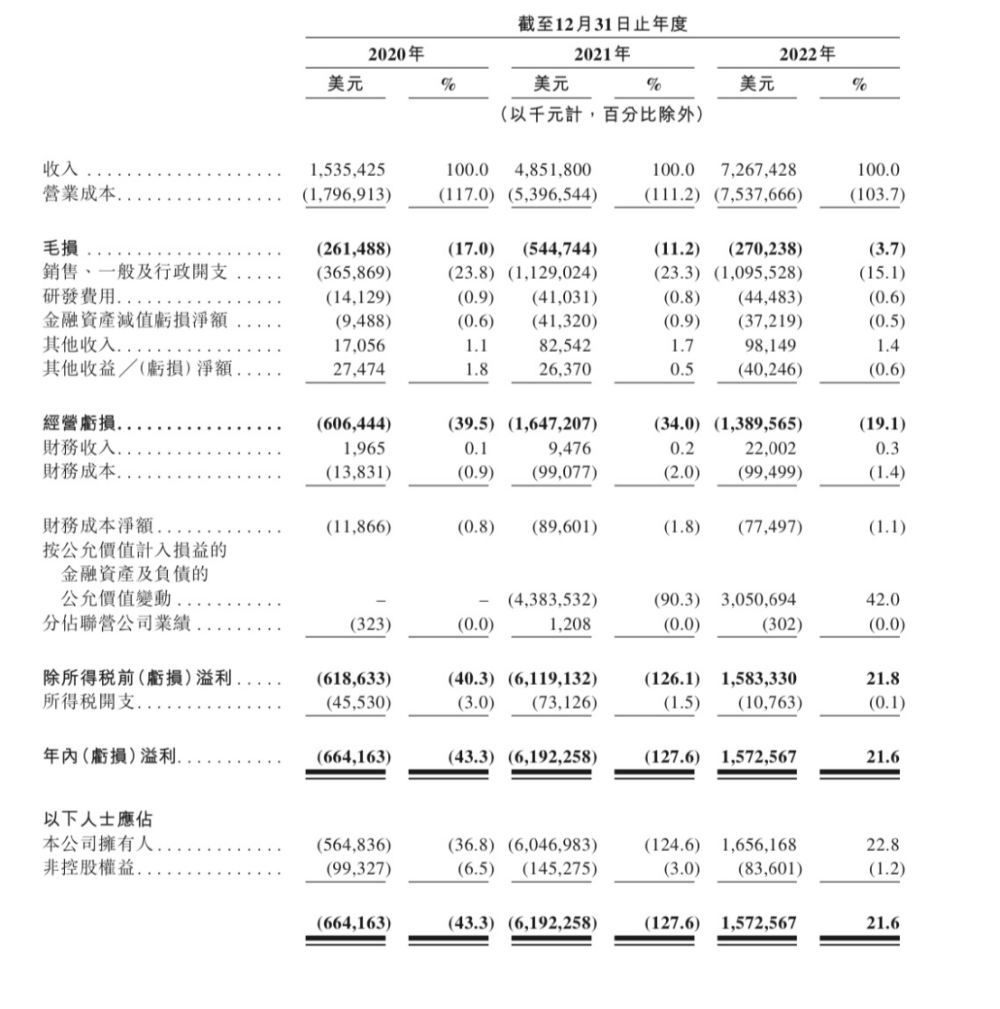 截至12月31日止年度
2020年 2021年 2022年
美元 % 美元 % 美元 %
(以千元計，百分比除外)
收入 ..................... 1,535,425 100.0 4,851,800 100.0 7,267,428 100.0
營業成本................. (1,796,913) (117.0) (5,396,544) (111.2) (7,537,666) (103.7)
毛損 ..................... (261,488) (17.0) (544,744) (11.2) (270,238) (3.7)
銷售、一般及行政開支 ..... (365,869) (23.8) (1,129,024) (23.3) (1,095,528) (15.1)
研發費用................. (14,129) (0.9) (41,031) (0.8) (44,483) (0.6)
金融資產減值虧損淨額 ..... (9,488) (0.6) (41,320) (0.9) (37,219) (0.5)
其他收入................. 17,056 1.1 82,542 1.7 98,149 1.4
其他收益／(虧損)淨額..... 27,474 1.8 26,370 0.5 (40,246) (0.6)
經營虧損................. (606,444) (39.5) (1,647,207) (34.0) (1,389,565) (19.1)
財務收入................. 1,965 0.1 9,476 0.2 22,002 0.3
財務成本................. (13,831) (0.9) (99,077) (2.0) (99,499) (1.4)
財務成本淨額............. (11,866) (0.8) (89,601) (1.8) (77,497) (1.1)
按公允價值計入損益的
金融資產及負債的
公允價值變動........... – – (4,383,532) (90.3) 3,050,694 42.0
分佔聯營公司業績......... (323) (0.0) 1,208 (0.0) (302) (0.0)
除所得税前(虧損)溢利..... (618,633) (40.3) (6,119,132) (126.1) 1,583,330 21.8
所得税開支............... (45,530) (3.0) (73,126) (1.5) (10,763) (0.1)
年內(虧損)溢利........... (664,163) (43.3) (6,192,258) (127.6) 1,572,567 21.6
以下人士應佔
本公司擁有人............. (564,836) (36.8) (6,046,983) (124.6) 1,656,168 22.8
非控股權益............... (99,327) (6.5) (145,275) (3.0) (83,601) (1.2)
(664,163) (43.3) (6,192,258) (127.6) 1,572,567 21.6